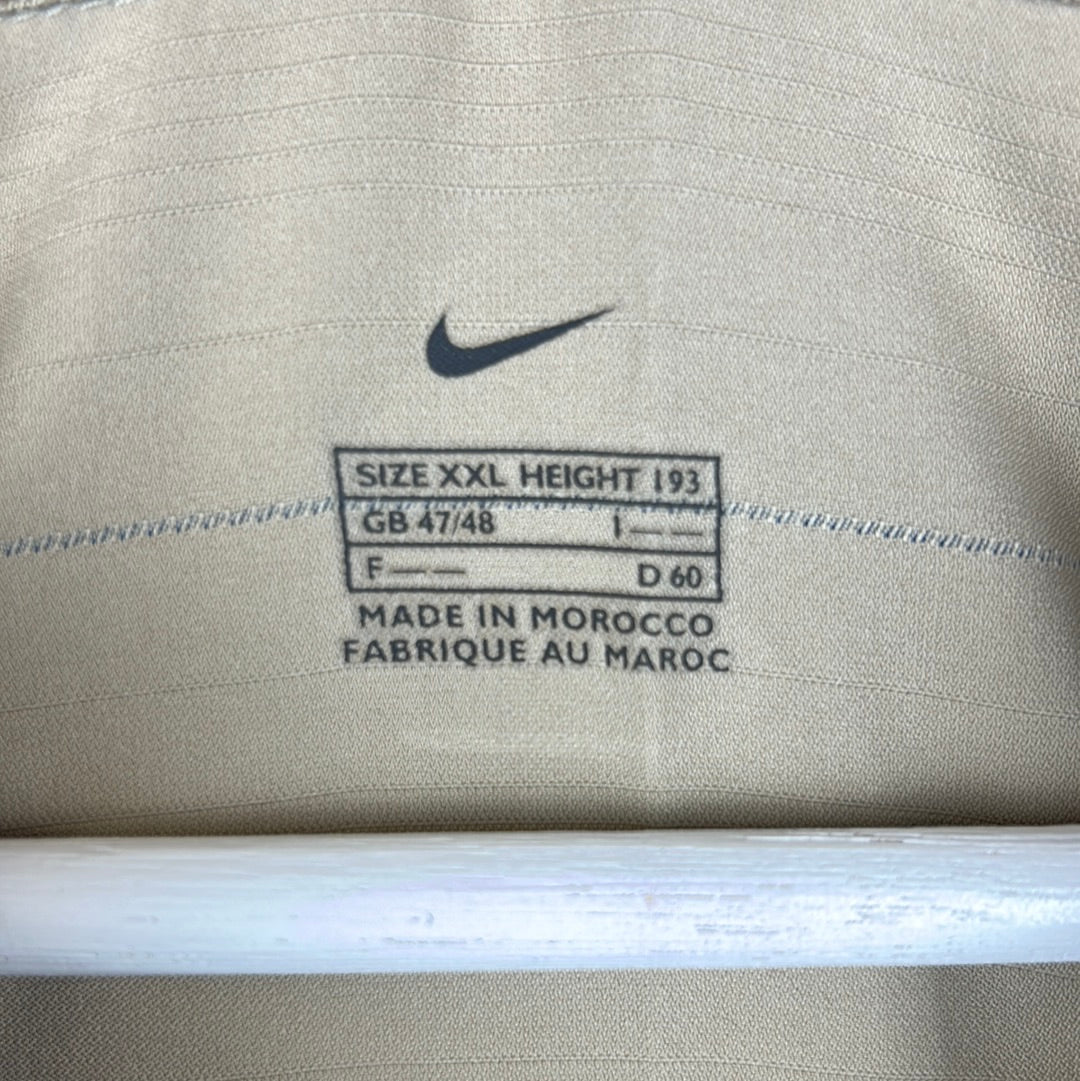 SIZE XXL HEIGHT 193
GB 47/48 I — —
F — — D 60
MADE IN MOROCCO
FABRIQUE AU MAROC